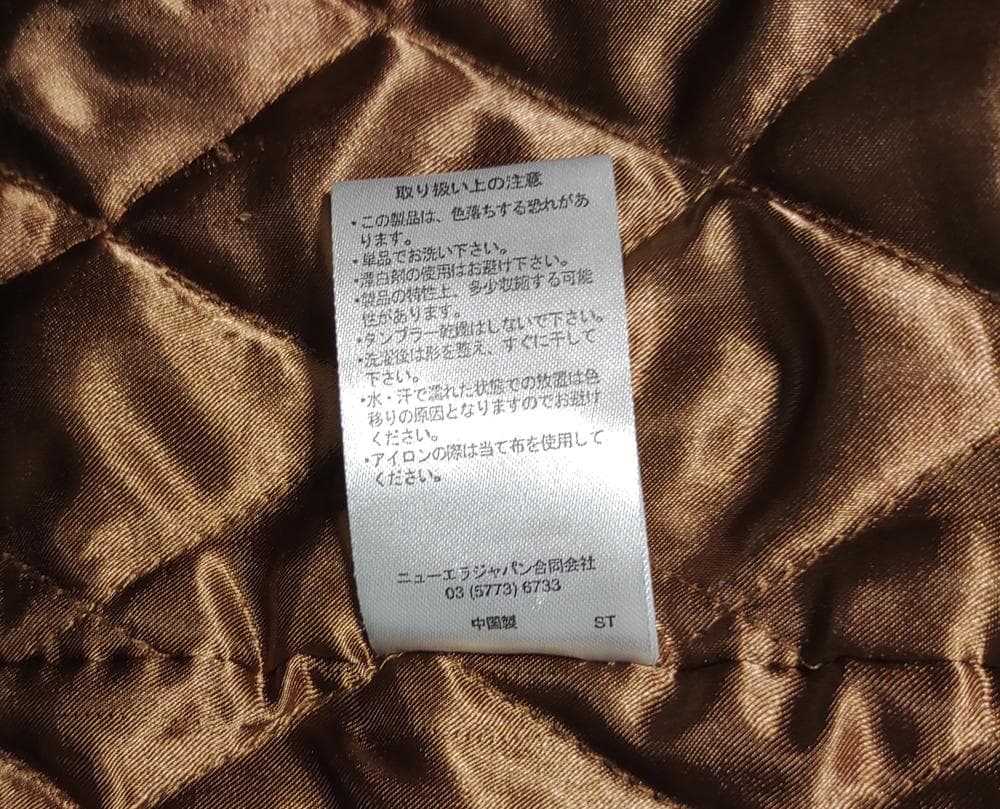 取り扱い上の注意
・この製品は、色落ちする恐れがあ
ります。
・単品でお洗い下さい。
・漂白剤の使用はお避け下さい。
・製品の特性上、多少収縮する可能
性があります。
・タンブラー乾燥はしないで下さい。
・洗濯後は形を整え、すぐに干して
下さい。
・水・汗で濡れた状態での放置は色
移りの原因となりますのでお避け
ください。
・アイロンの際は当て布を使用して
ください。
ニューエラジャパン合同会社
03 (5773) 6733
中国製 ST